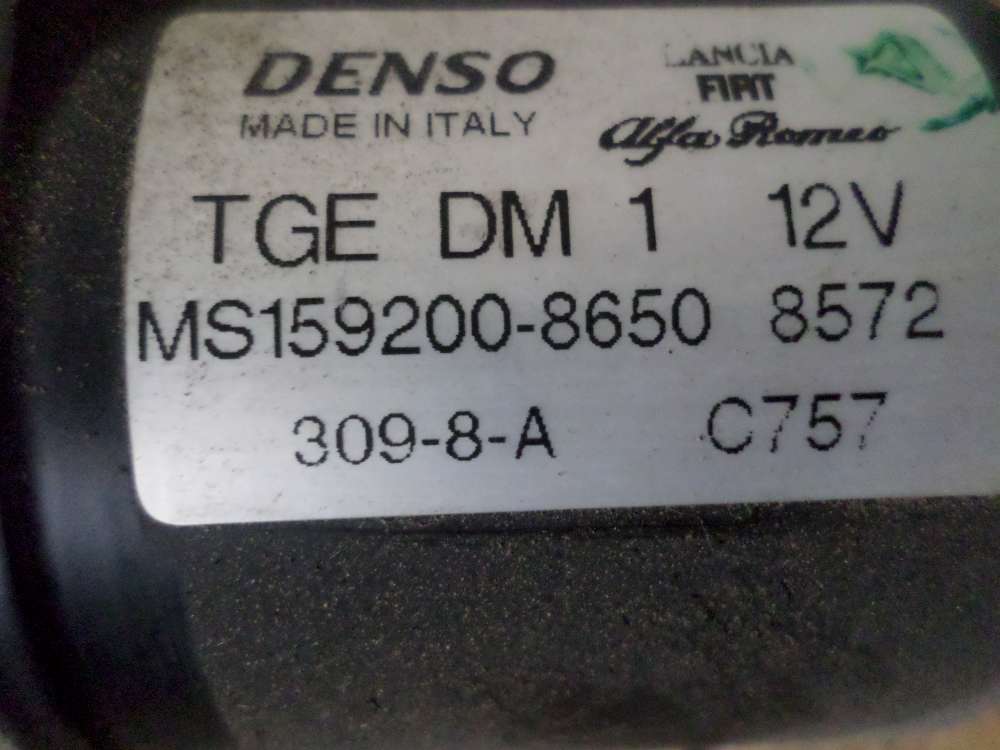 DENSO
MADE IN ITALY
LANCIA
FIAT
Alfa Romeo
TGE DM 1 12V
MS159200-8650 8572
309-8-A C757